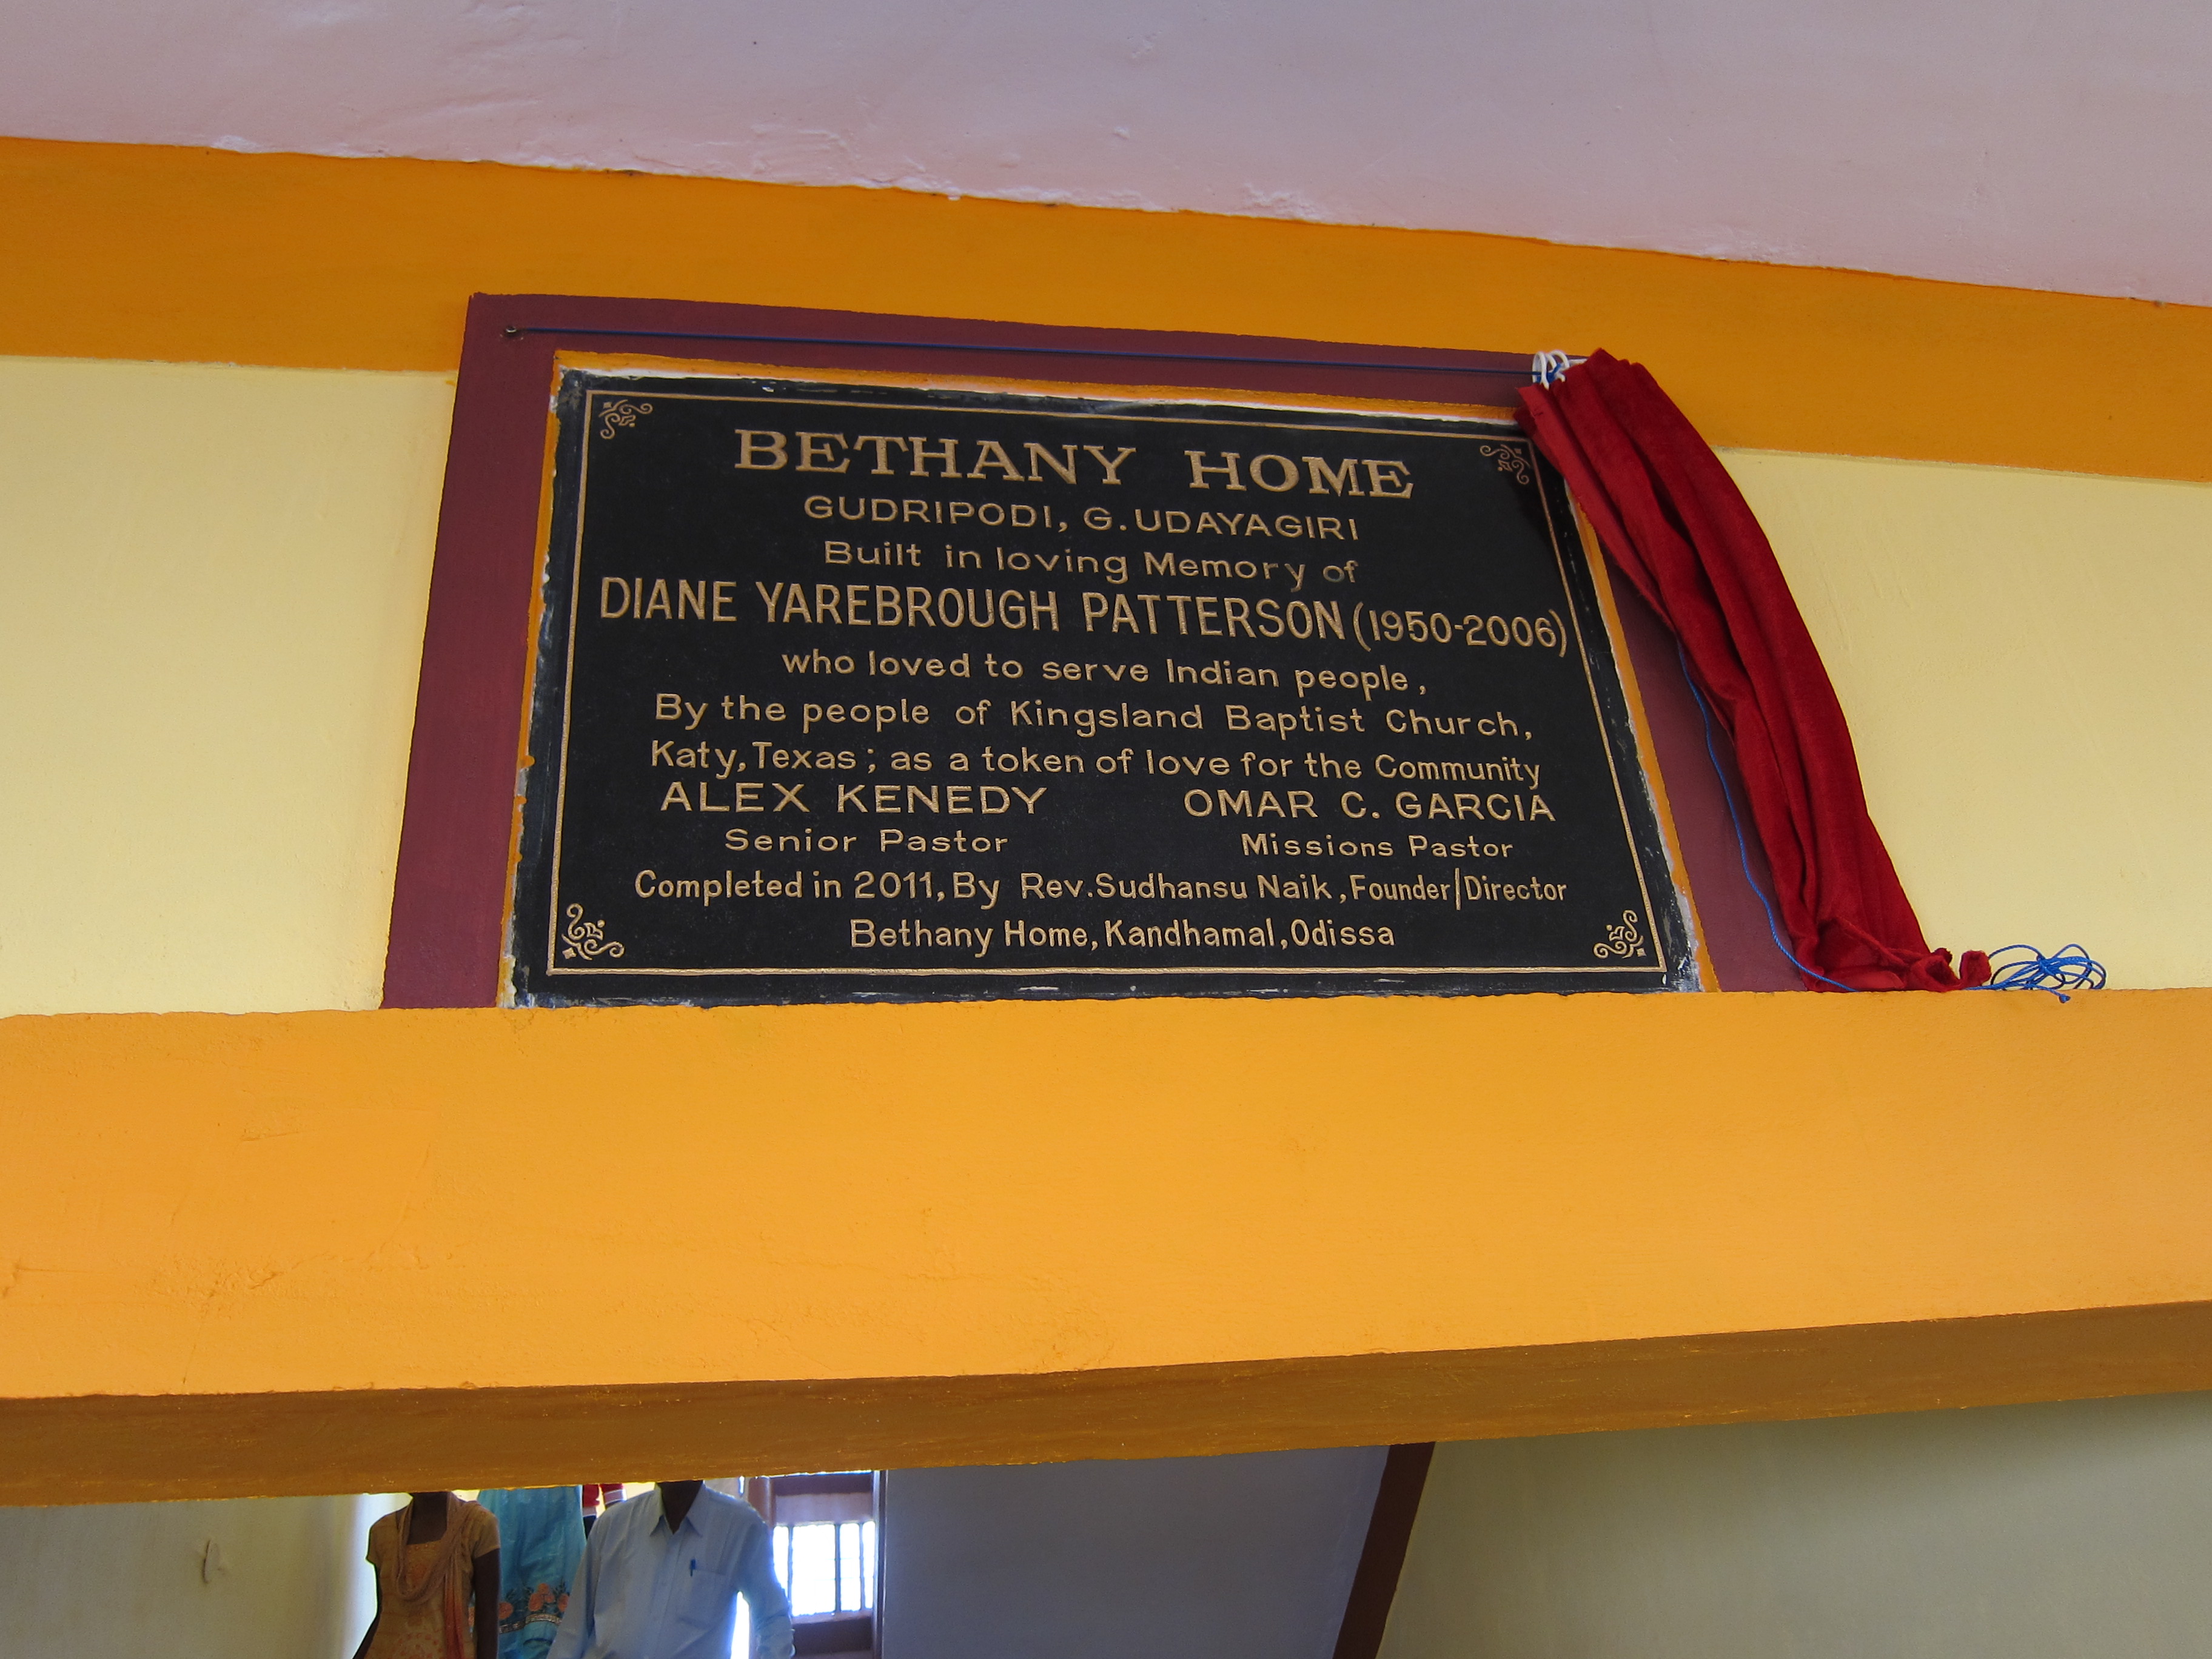 BETHANY HOME
GUDRIPODI, G.UDAYAGIRI
Built in loving Memory of
DIANE YAREBROUGH PATTERSON (1950-2006)
who loved to serve Indian people,
By the people of Kingsland Baptist Church,
Katy, Texas; as a token of love for the Community
ALEX KENEDY OMAR C. GARCIA
Senior Pastor Missions Pastor
Completed in 2011, By Rev. Sudhansu Naik, Founder/Director
Bethany Home, Kandhamal, Odissa